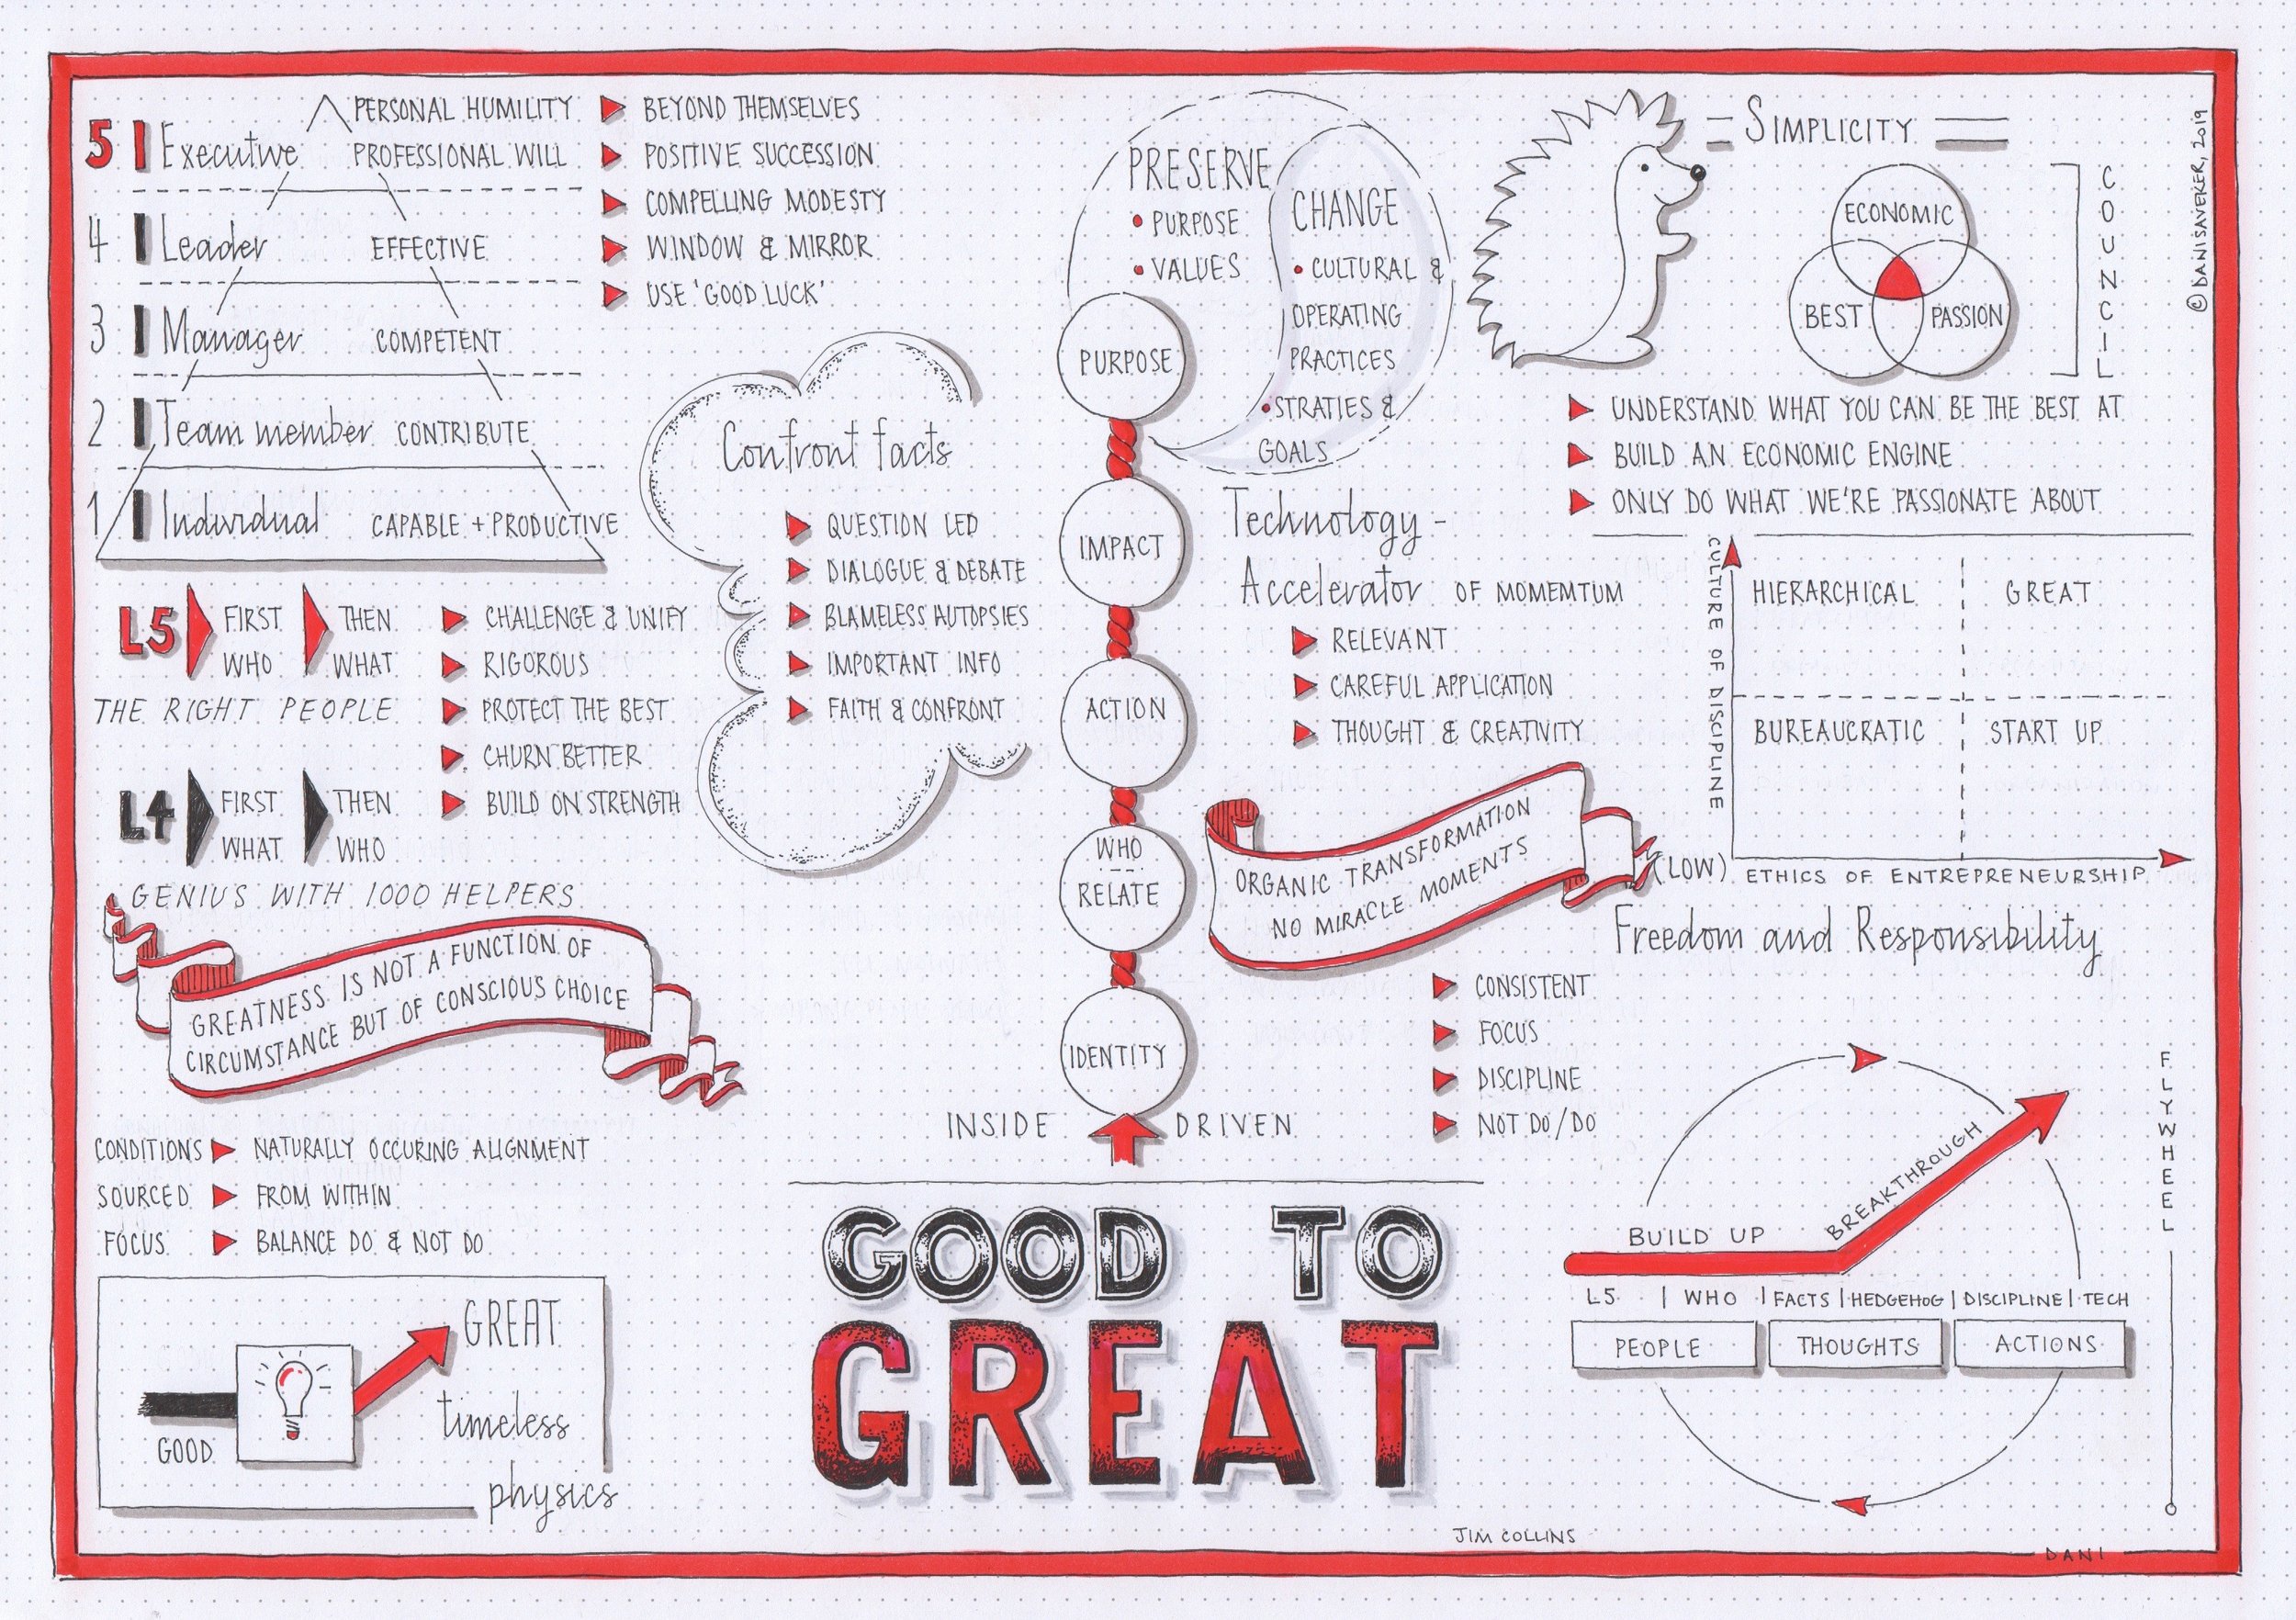 5 Executive
PERSONAL HUMILITY
PROFESSIONAL WILL
4 Leader EFFECTIVE
3 Manager COMPETENT
2 Team member CONTRIBUTE
1 Individual CAPABLE + PRODUCTIVE
BEYOND THEMSELVES
POSITIVE SUCCESSION
COMPELLING MODESTY
WINDOW & MIRROR
USE 'GOOD LUCK'
L5 FIRST WHO THEN WHAT
THE RIGHT PEOPLE
L4 FIRST WHAT THEN WHO
GENIUS WITH 1000 HELPERS
CHALLENGE & UNIFY
RIGOROUS
PROTECT THE BEST
CHURN BETTER
BUILD ON STRENGTH
GREATNESS IS NOT A FUNCTION OF
CIRCUMSTANCE BUT OF CONSCIOUS CHOICE
CONDITIONS NATURALLY OCCURING ALIGNMENT
SOURCED FROM WITHIN
FOCUS BALANCE DO & NOT DO
GOOD
GREAT
timeless
physics
Confront facts
QUESTION LED
DIALOGUE & DEBATE
BLAMELESS AUTOPSIES
IMPORTANT INFO
FAITH & CONFRONT
PRESERVE
PURPOSE
VALUES
CHANGE
CULTURAL &
OPERATING
PRACTICES
STRATIES &
GOALS
PURPOSE
IMPACT
ACTION
WHO
RELATE
IDENTITY
INSIDE DRIVEN
GOOD TO
GREAT
JIM COLLINS
= SIMPLICITY =
ECONOMIC
BEST PASSION
COUNCIL
© DANI SAVEKER, 2019
UNDERSTAND WHAT YOU CAN BE THE BEST AT
BUILD AN ECONOMIC ENGINE
ONLY DO WHAT WE'RE PASSIONATE ABOUT
Technology -
Accelerator OF MOMEMTUM
RELEVANT
CAREFUL APPLICATION
THOUGHT & CREATIVITY
CULTURE OF DISCIPLINE
HIERARCHICAL GREAT
BUREAUCRATIC START UP
(LOW) ETHICS OF ENTREPRENEURSHIP
Freedom and Responsibility
ORGANIC TRANSFORMATION
NO MIRACLE MOMENTS
CONSISTENT
FOCUS
DISCIPLINE
NOT DO/DO
FLYWHEEL
BUILD UP BREAKTHROUGH
L5 | WHO | FACTS | HEDGEHOG | DISCIPLINE | TECH
PEOPLE THOUGHTS ACTIONS
DANI